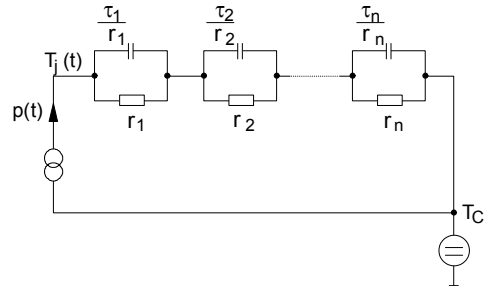 τ1 τ2 τn
r1 r2 rn
Tj(t)
p(t)
r1 r2 rn
TC